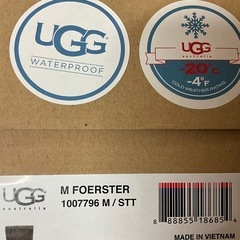 UGG
WATERPROOF
UGG
australia
-20°C
-4°F
COLD WEATHER RATING
UGG
australia
M FOERSTER
1007796 M / STT
8 88855 18685 4
MADE IN VIETNAM